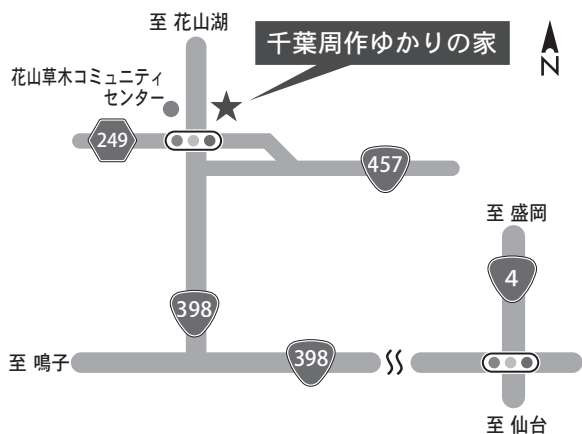 至 花山湖
千葉周作ゆかりの家
N
花山草木コミュニティ
センター
249
457
至 盛岡
4
398
至 鳴子
398
至 仙台